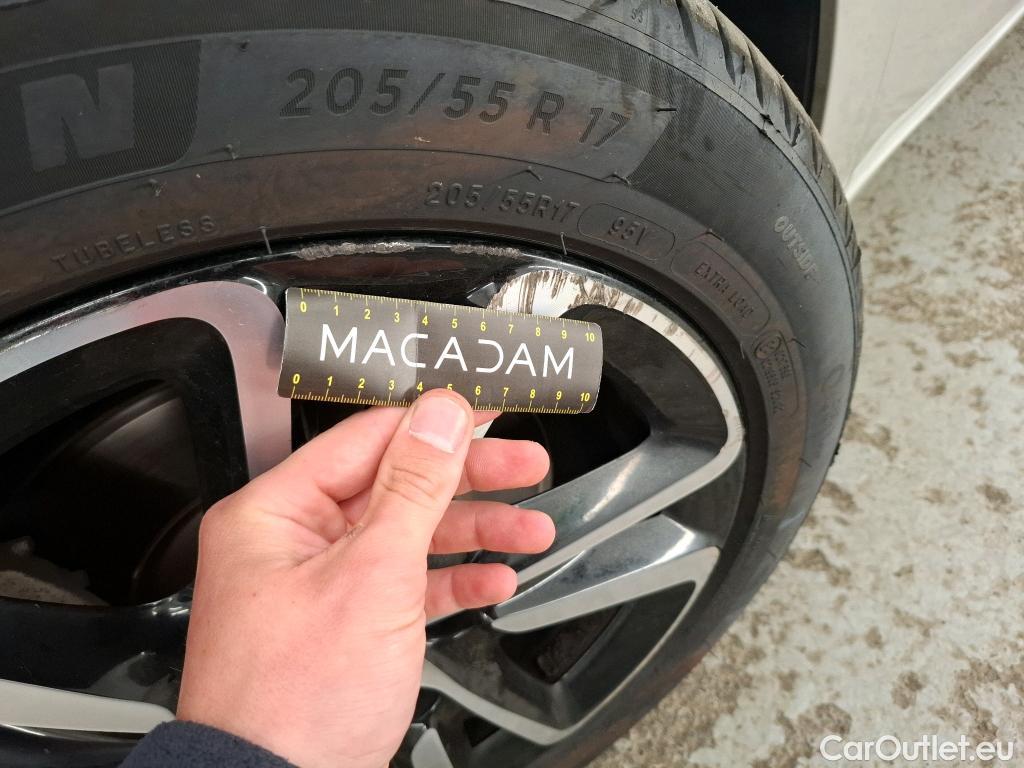 N
205/55 R 17
205/55R17 95V
TUBELESS
OUTSIDE
EXTRA LOAD
0 1 2 3 4 5 6 7 8 9 10
MACADAM
0 1 2 3 4 5 6 7 8 9 10
CarOutlet.eu